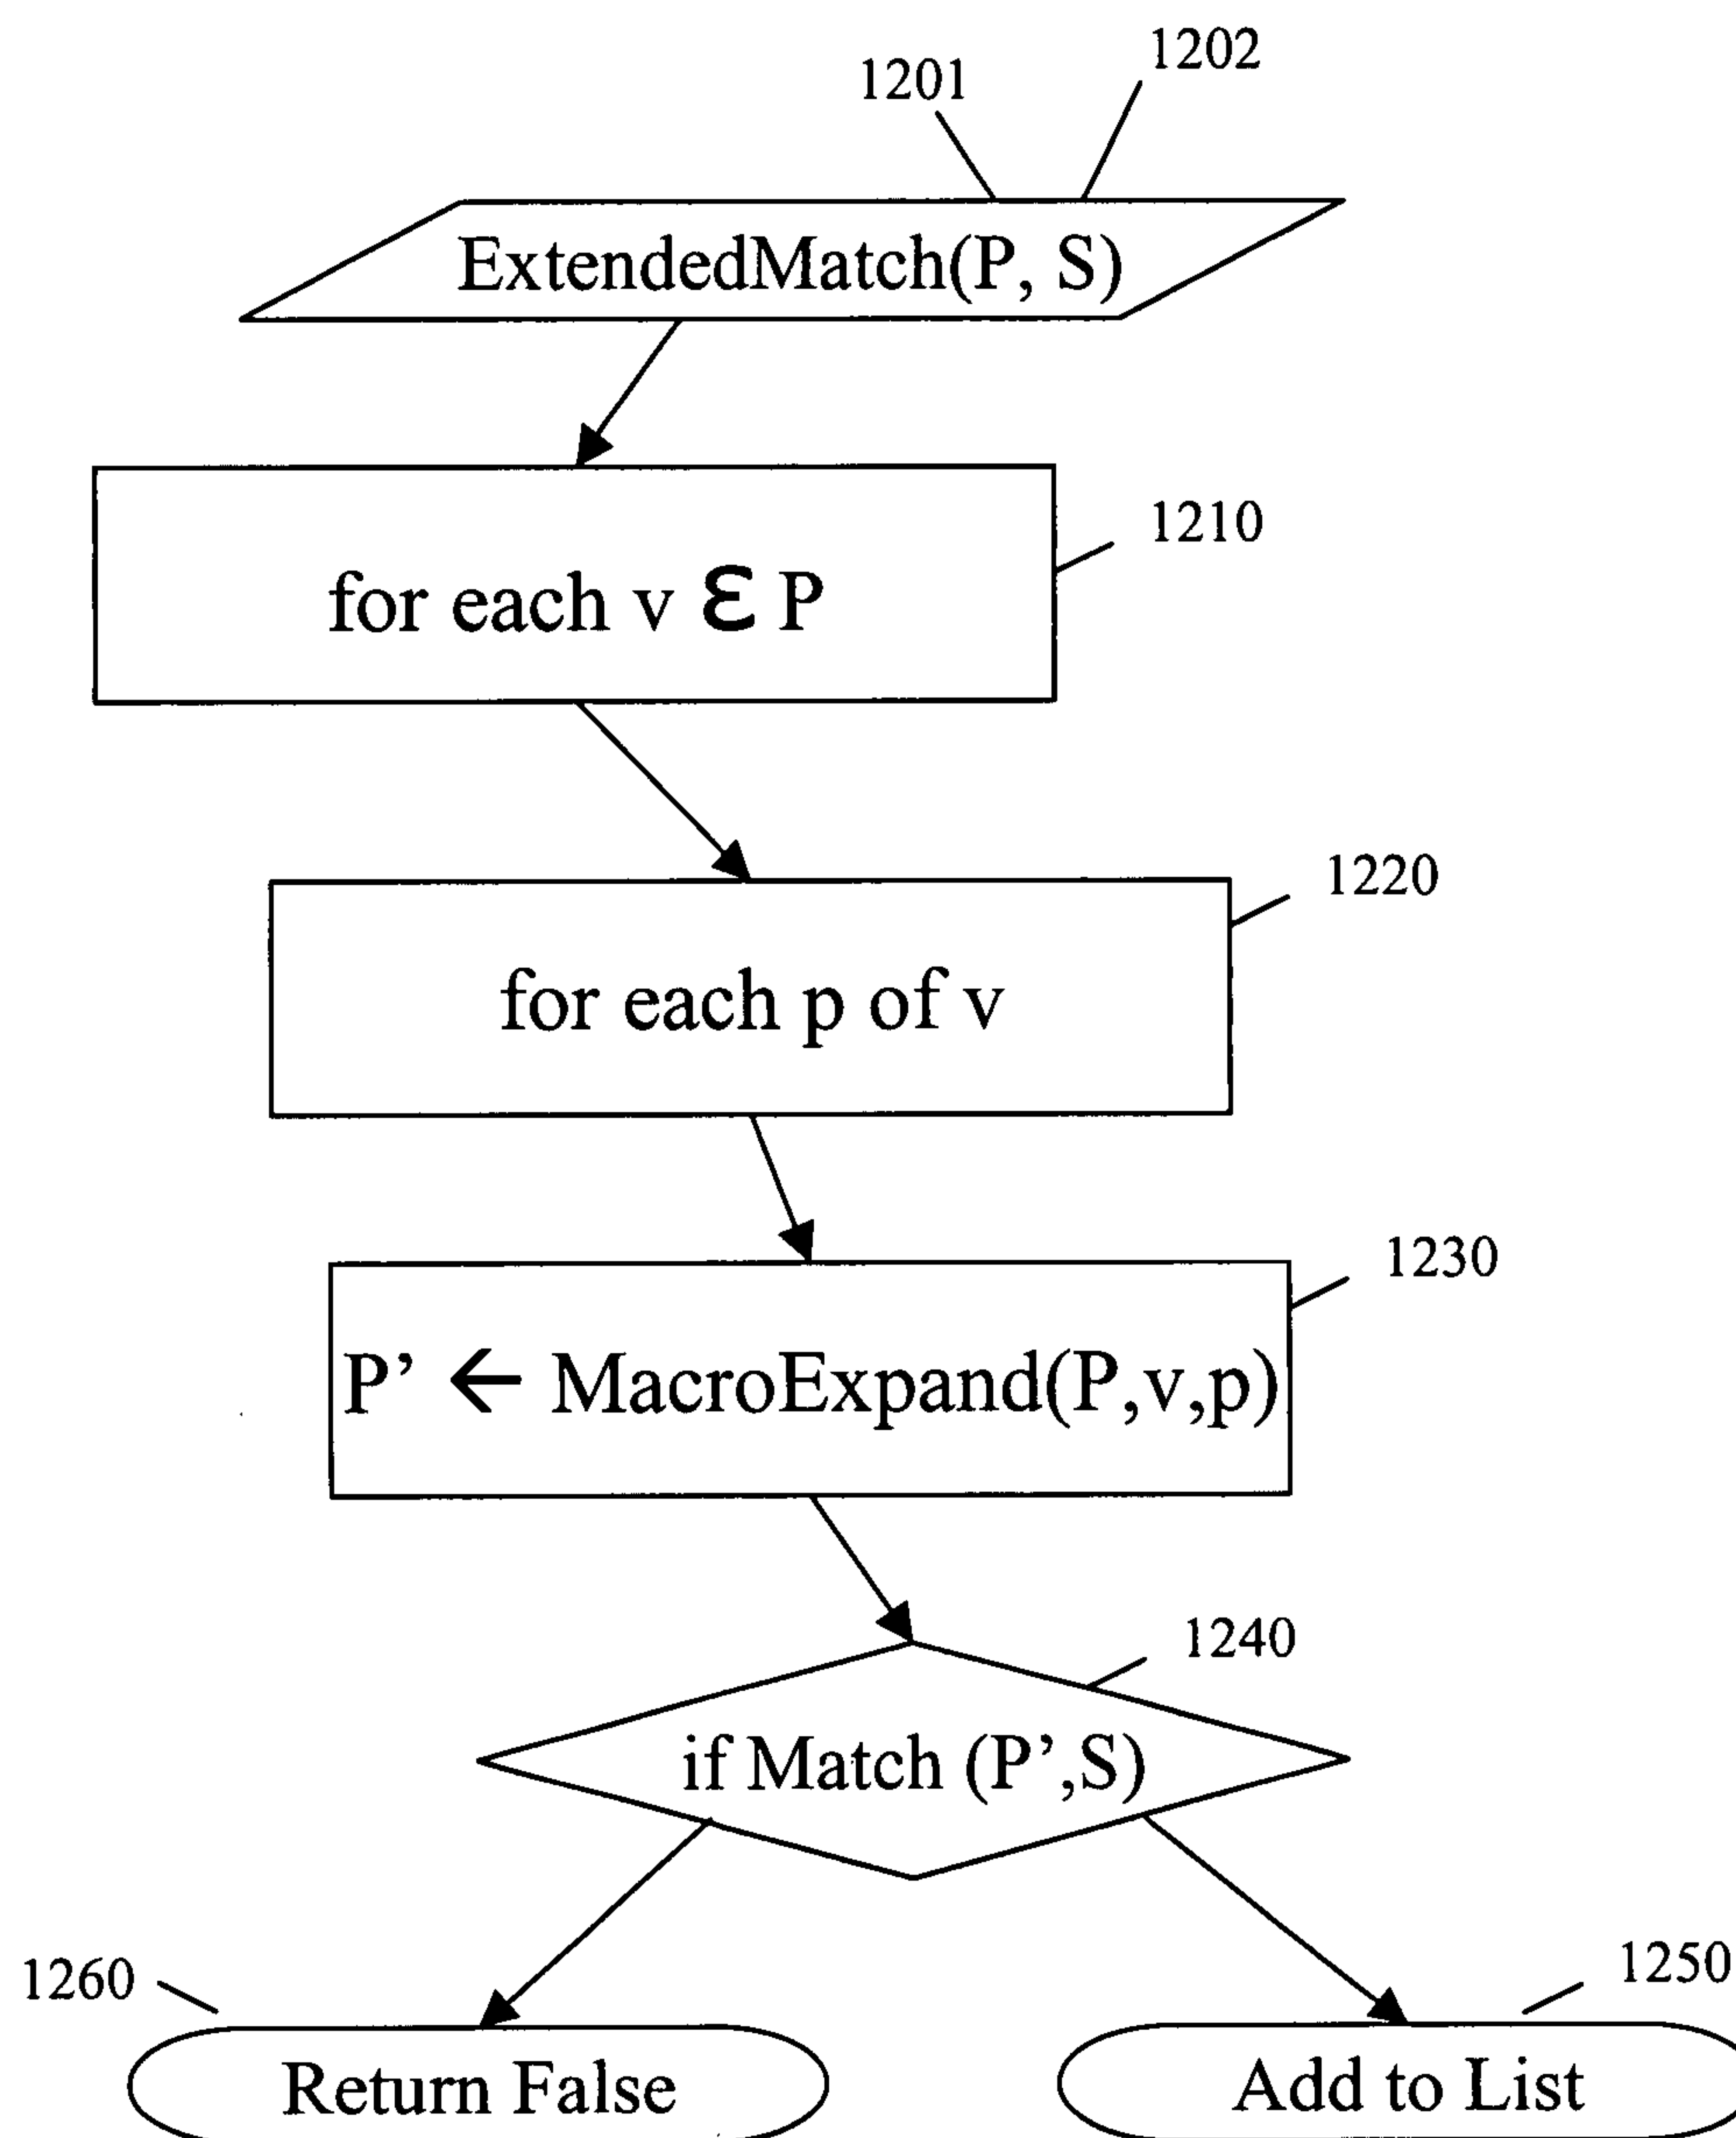 1202
1201
ExtendedMatch(P, S)
1210
for each v ε P
1220
for each p of v
1230
P’ ← MacroExpand(P,v,p)
1240
if Match (P’,S)
1260
1250
Return False
Add to List